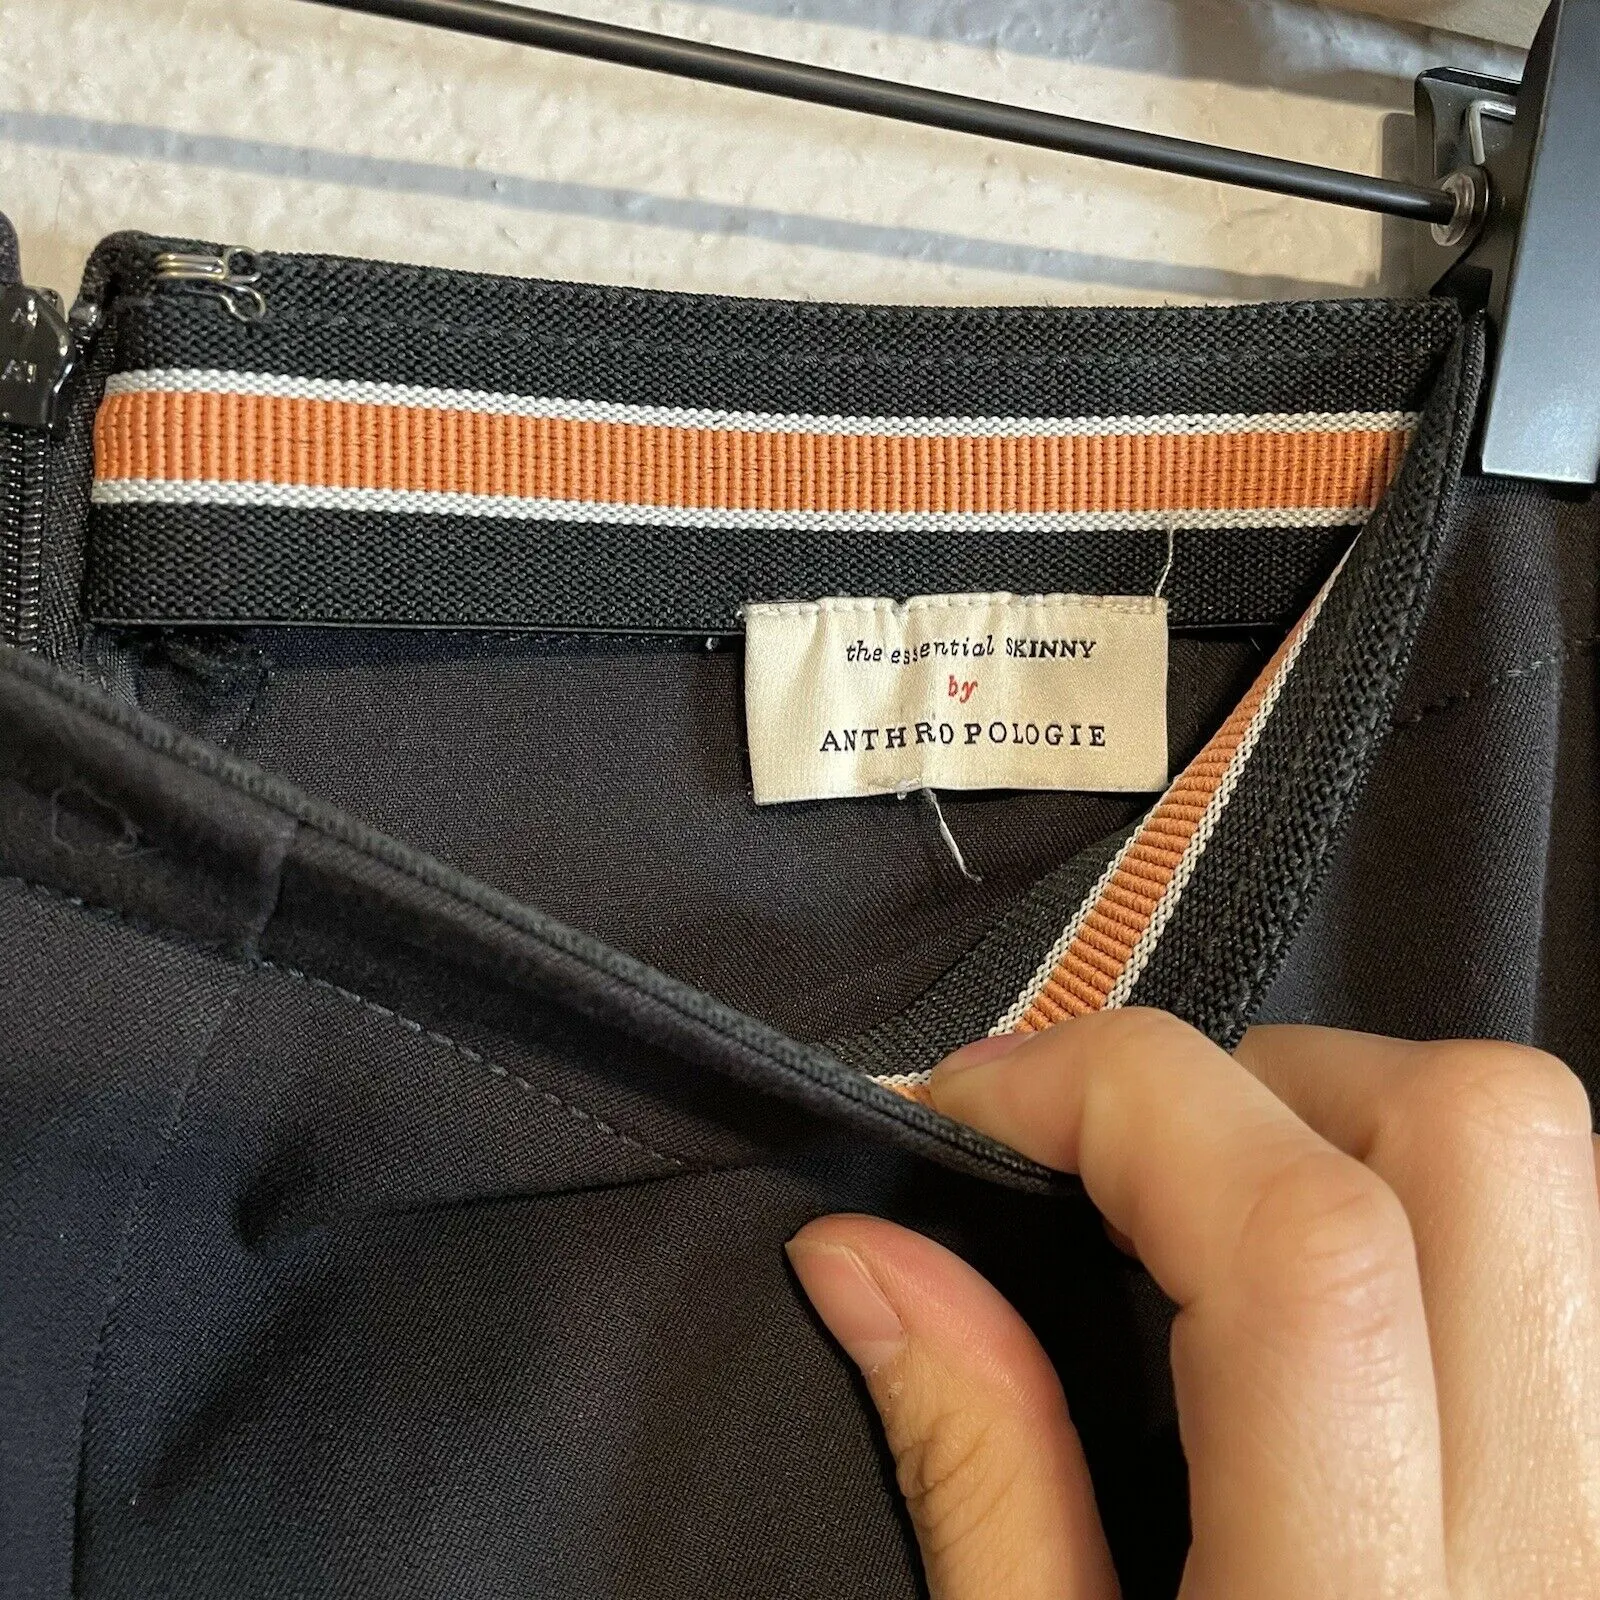 the essential SKINNY
by
ANTHROPOLOGIE